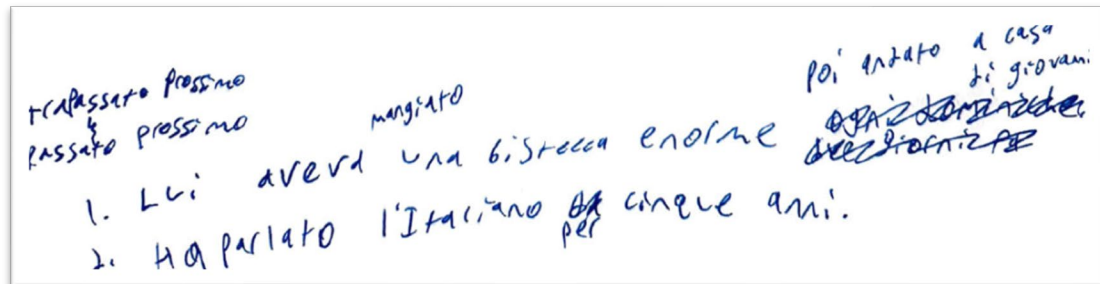 trapassato prossimo
&
passato prossimo
mangiato
poi andato a casa
di giovani
1. Lui aveva una bistecca enorme
2. Ha parlato l'Italiano per cinque anni.